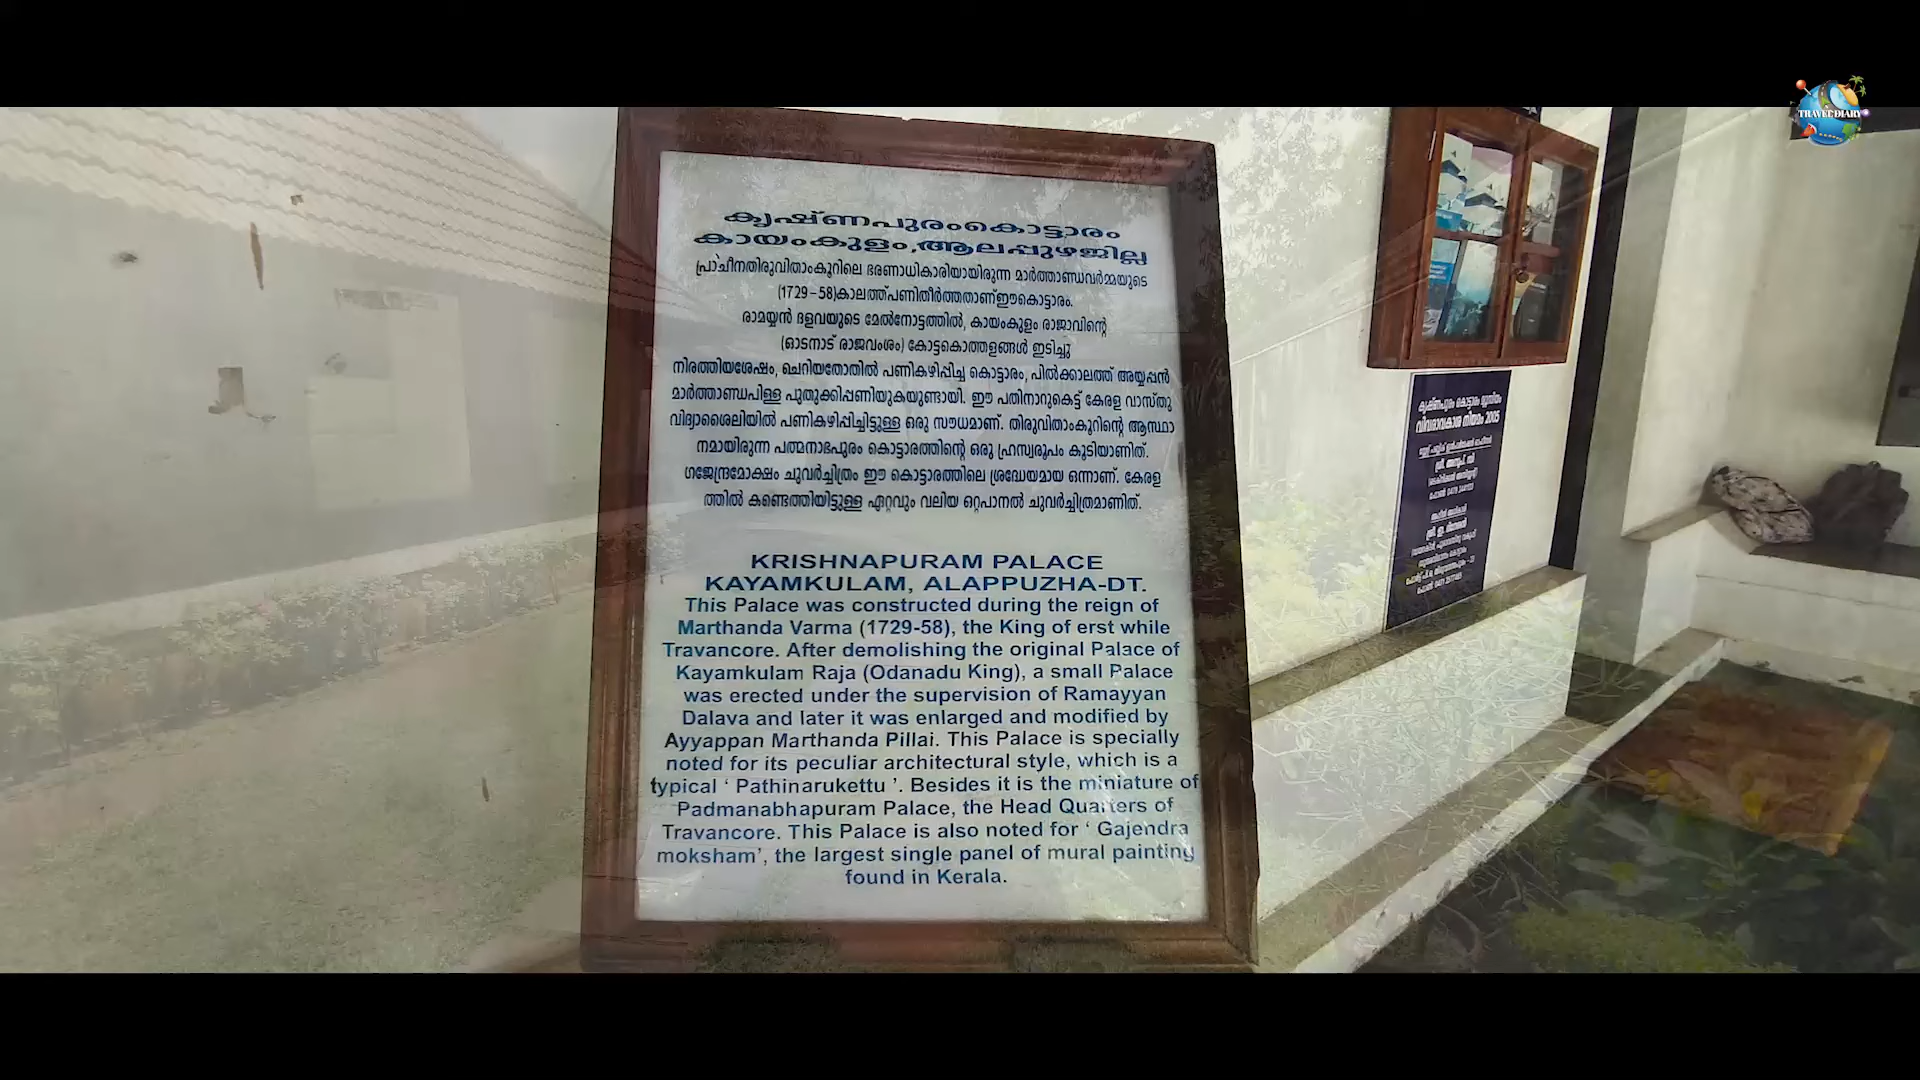 കൃഷ്ണപുരംകൊട്ടാരം
കായംകുളം,ആലപ്പുഴജില്ല
പ്രാചീനതിരുവിതാംകൂറിലെ ഭരണാധികാരിയായിരുന്ന മാർത്താണ്ഡവർമ്മയുടെ
(1729-58)കാലത്ത്പണിതീർത്തതാണ്ഈകൊട്ടാരം.
രാമയ്യൻ ദളവയുടെ മേൽനോട്ടത്തിൽ, കായംകുളം രാജാവിന്റെ
(ഓടനാട് രാജവംശം) കോട്ടകൊത്തളങ്ങൾ ഇടിച്ചു
നിരത്തിയശേഷം, ചെറിയതോതിൽ പണികഴിപ്പിച്ച കൊട്ടാരം, പിൽക്കാലത്ത് അയ്യപ്പൻ
മാർത്താണ്ഡപിള്ള പുതുക്കിപ്പണിയുകയുണ്ടായി. ഈ പതിനാറുകെട്ട് കേരള വാസ്തു
വിദ്യാശൈലിയിൽ പണികഴിപ്പിച്ചിട്ടുള്ള ഒരു സൗധമാണ്. തിരുവിതാംകൂറിന്റെ ആസ്ഥാ
നമായിരുന്ന പത്മനാഭപുരം കൊട്ടാരത്തിന്റെ ഒരു ഹ്രസ്വരൂപം കൂടിയാണിത്.
ഗജേന്ദ്രമോക്ഷം ചുവർച്ചിത്രം ഈ കൊട്ടാരത്തിലെ ശ്രദ്ധേയമായ ഒന്നാണ്. കേരള
ത്തിൽ കണ്ടെത്തിയിട്ടുള്ള ഏറ്റവും വലിയ ഒറ്റപാനൽ ചുവർച്ചിത്രമാണിത്.
KRISHNAPURAM PALACE
KAYAMKULAM, ALAPPUZHA-DT.
This Palace was constructed during the reign of
Marthanda Varma (1729-58), the King of erst while
Travancore. After demolishing the original Palace of
Kayamkulam Raja (Odanadu King), a small Palace
was erected under the supervision of Ramayyan
Dalava and later it was enlarged and modified by
Ayyappan Marthanda Pillai. This Palace is specially
noted for its peculiar architectural style, which is a
typical ‘ Pathinarukettu ’. Besides it is the miniature of
Padmanabhapuram Palace, the Head Quarters of
Travancore. This Palace is also noted for ‘ Gajendra
moksham’, the largest single panel of mural painting
found in Kerala.
കൃഷ്ണപുരം കൊട്ടാരം മ്യൂസിയം
വിവരാവകാശ നിയമം 2005
TRAVEL DIARY